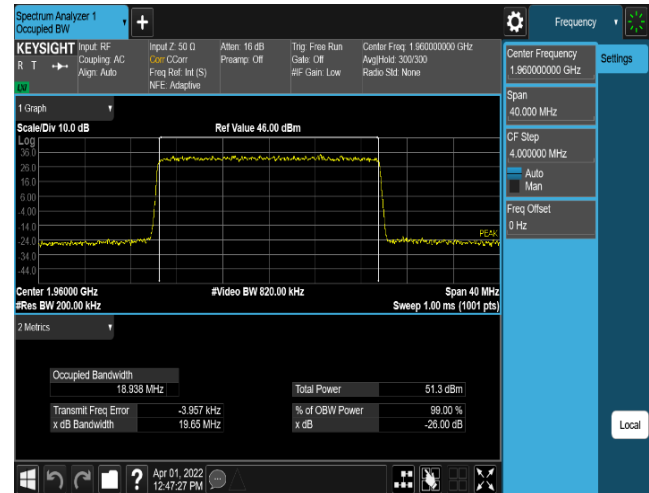 Spectrum Analyzer 1
Occupied BW
+
Frequency
KEYSIGHT
R T
LXI
Input: RF
Coupling: AC
Align: Auto
Input Z: 50 Ω
Corr CCorr
Freq Ref: Int (S)
NFE: Adaptive
Atten: 16 dB
Preamp: Off
Trig: Free Run
Gate: Off
#IF Gain: Low
Center Freq: 1.960000000 GHz
Avg|Hold: 300/300
Radio Std: None
Center Frequency
1.960000000 GHz
Settings
Span
40.000 MHz
CF Step
4.000000 MHz
Auto
Man
Freq Offset
0 Hz
1 Graph
Scale/Div 10.0 dB
Ref Value 46.00 dBm
Log
36.0
26.0
16.0
6.00
-4.00
-14.0
-24.0
-34.0
-44.0
PEAK
Center 1.96000 GHz
#Video BW 820.00 kHz
Span 40 MHz
#Res BW 200.00 kHz
Sweep 1.00 ms (1001 pts)
2 Metrics
Occupied Bandwidth
18.938 MHz
Total Power 51.3 dBm
Transmit Freq Error -3.957 kHz
% of OBW Power 99.00 %
x dB Bandwidth 19.65 MHz
x dB -26.00 dB
Local
?
Apr 01, 2022
12:47:27 PM